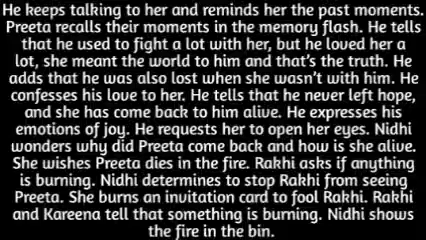 He keeps talking to her and reminds her the past moments.
Preeta recalls their moments in the memory flash. He tells
that he used to fight a lot with her, but he loved her a
lot, she meant the world to him and that's the truth. He
adds that he was also lost when she wasn't with him. He
confesses his love to her. He tells that he never left hope,
and she has come back to him alive. He expresses his
emotions of joy. He requests her to open her eyes. Nidhi
wonders why did Preeta come back and how is she alive.
She wishes Preeta dies in the fire. Rakhi asks if anything
is burning. Nidhi determines to stop Rakhi from seeing
Preeta. She burns an invitation card to fool Rakhi. Rakhi
and Kareena tell that something is burning. Nidhi shows
the fire in the bin.